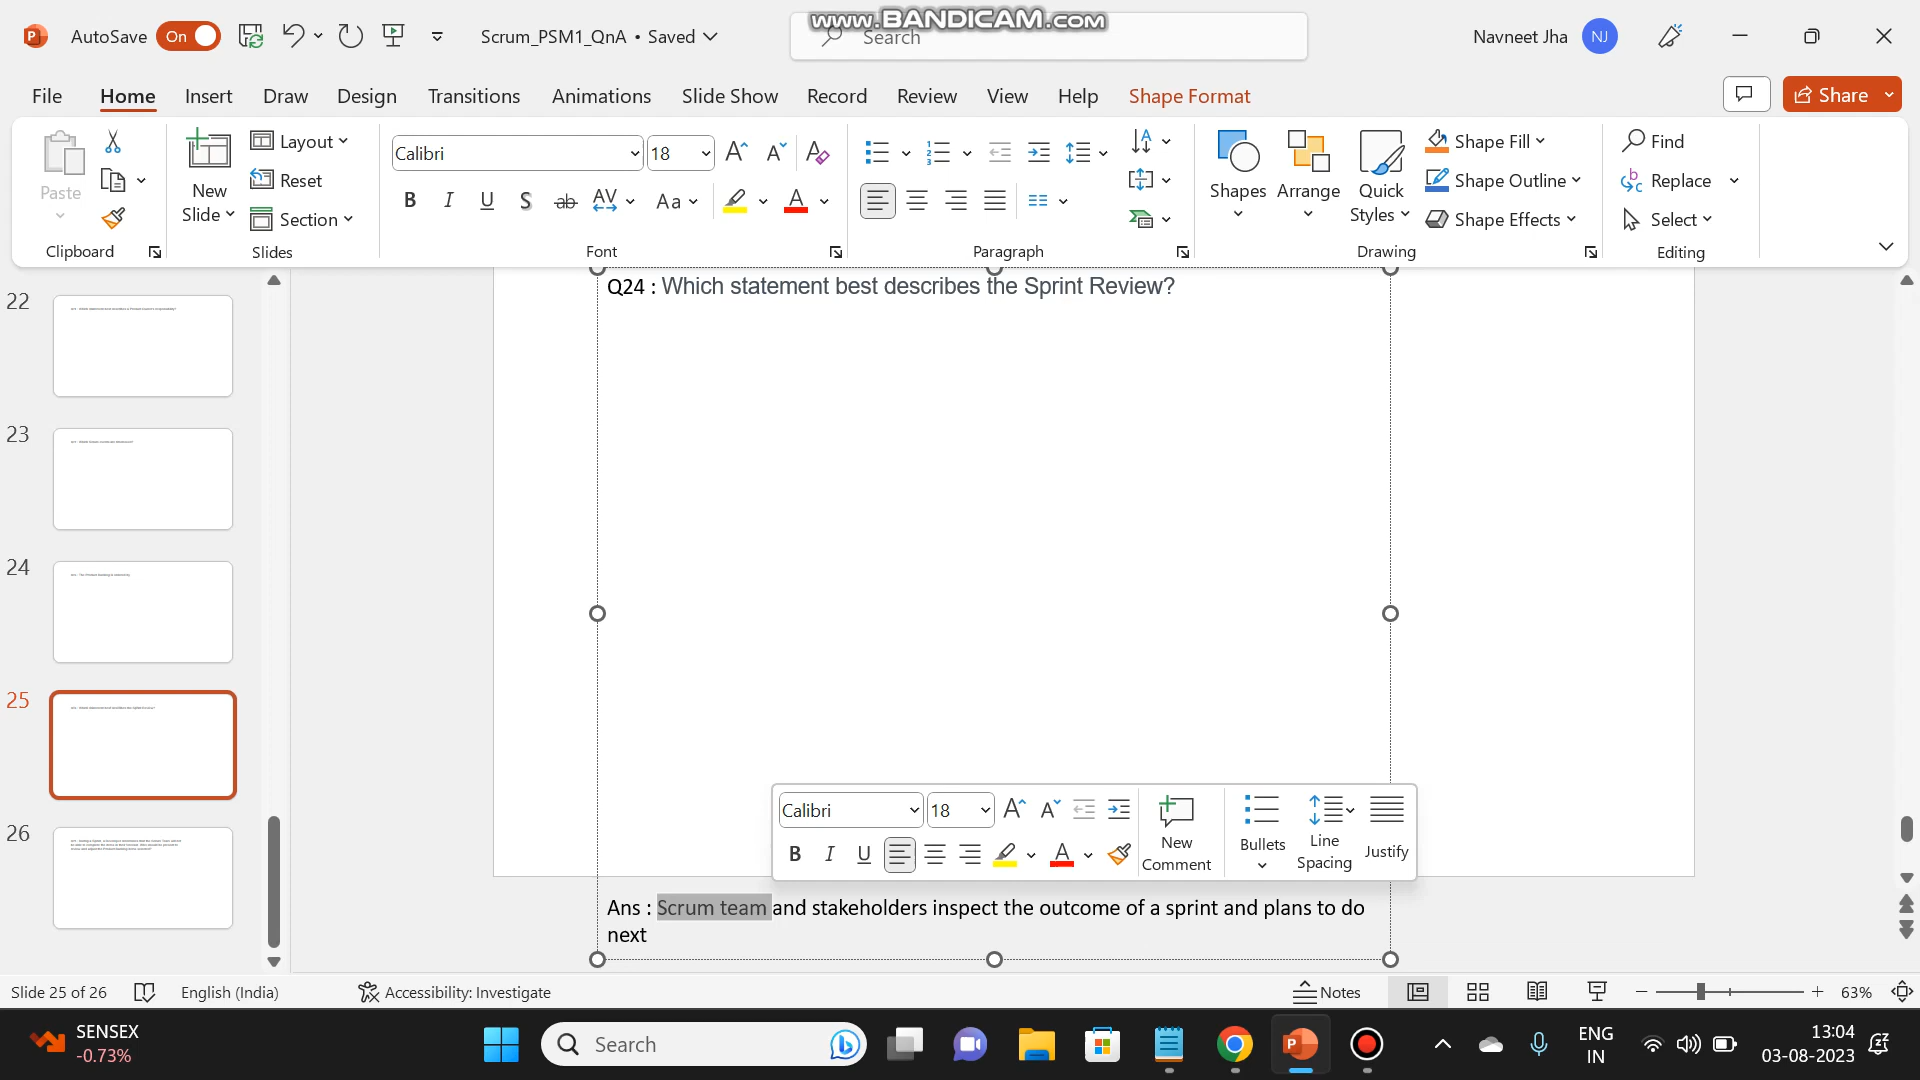 www.BANDICAM.com
AutoSave On Scrum_PSM1_QnA • Saved Search Navneet Jha NJ
File Home Insert Draw Design Transitions Animations Slide Show Record Review View Help Shape Format Share
Paste Clipboard
New Slide Layout Reset Section Slides
Calibri 18 Font
Paragraph
Shapes Arrange Quick Styles Shape Fill Shape Outline Shape Effects Drawing
Find Replace Select Editing
22
23
24
25
26
Q24 : Which statement best describes the Sprint Review?
Calibri 18 New Comment Bullets Line Spacing Justify
Ans : Scrum team and stakeholders inspect the outcome of a sprint and plans to do
next
Slide 25 of 26 English (India) Accessibility: Investigate Notes 63%
SENSEX
-0.73%
Search
ENG
IN
13:04
03-08-2023